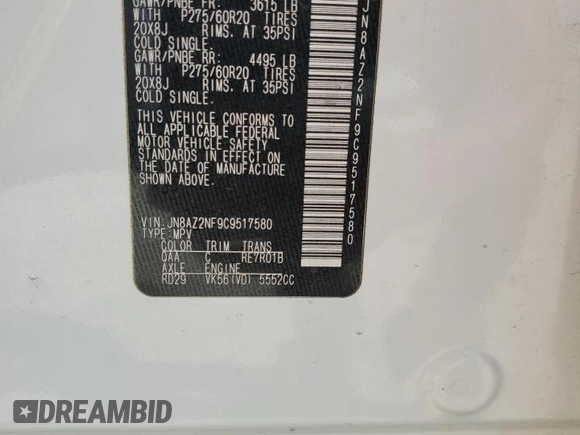 GAWR/PNBE FR: 3615 LB
WITH P275/60R20 TIRES
20X8J RIMS. AT 35PSI
COLD SINGLE.
GAWR/PNBE RR: 4495 LB
WITH P275/60R20 TIRES
20X8J RIMS. AT 35PSI
COLD SINGLE.
THIS VEHICLE CONFORMS TO
ALL APPLICABLE FEDERAL
MOTOR VEHICLE SAFETY
STANDARDS IN EFFECT ON
THE DATE OF MANUFACTURE
SHOWN ABOVE.
VIN: JN8AZ2NF9C9517580
TYPE: MPV
COLOR TRIM TRANS
QAA C RE7R01B
AXLE ENGINE
RD29 VK56(VD) 5552CC
JN8AZ2NF9C9517580
DREAMBID